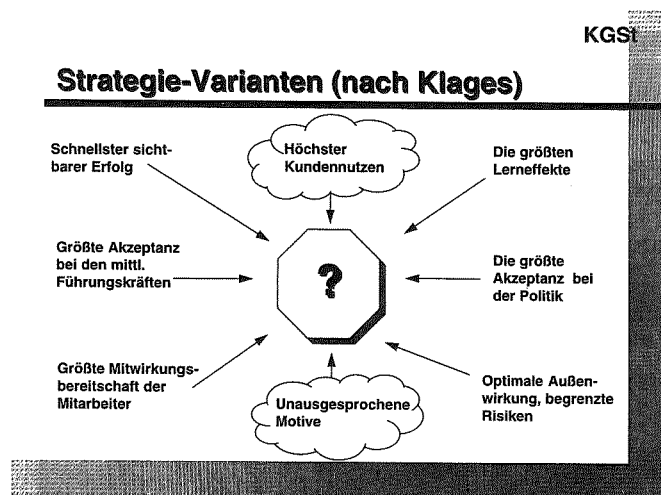 KGSt
Strategie-Varianten (nach Klages)
Schnellster sicht-
barer Erfolg
Höchster
Kundennutzen
Die größten
Lerneffekte
Größte Akzeptanz
bei den mittl.
Führungskräften
?
Die größte
Akzeptanz bei
der Politik
Größte Mitwirkungs-
bereitschaft der
Mitarbeiter
Unausgesprochene
Motive
Optimale Außen-
wirkung, begrenzte
Risiken